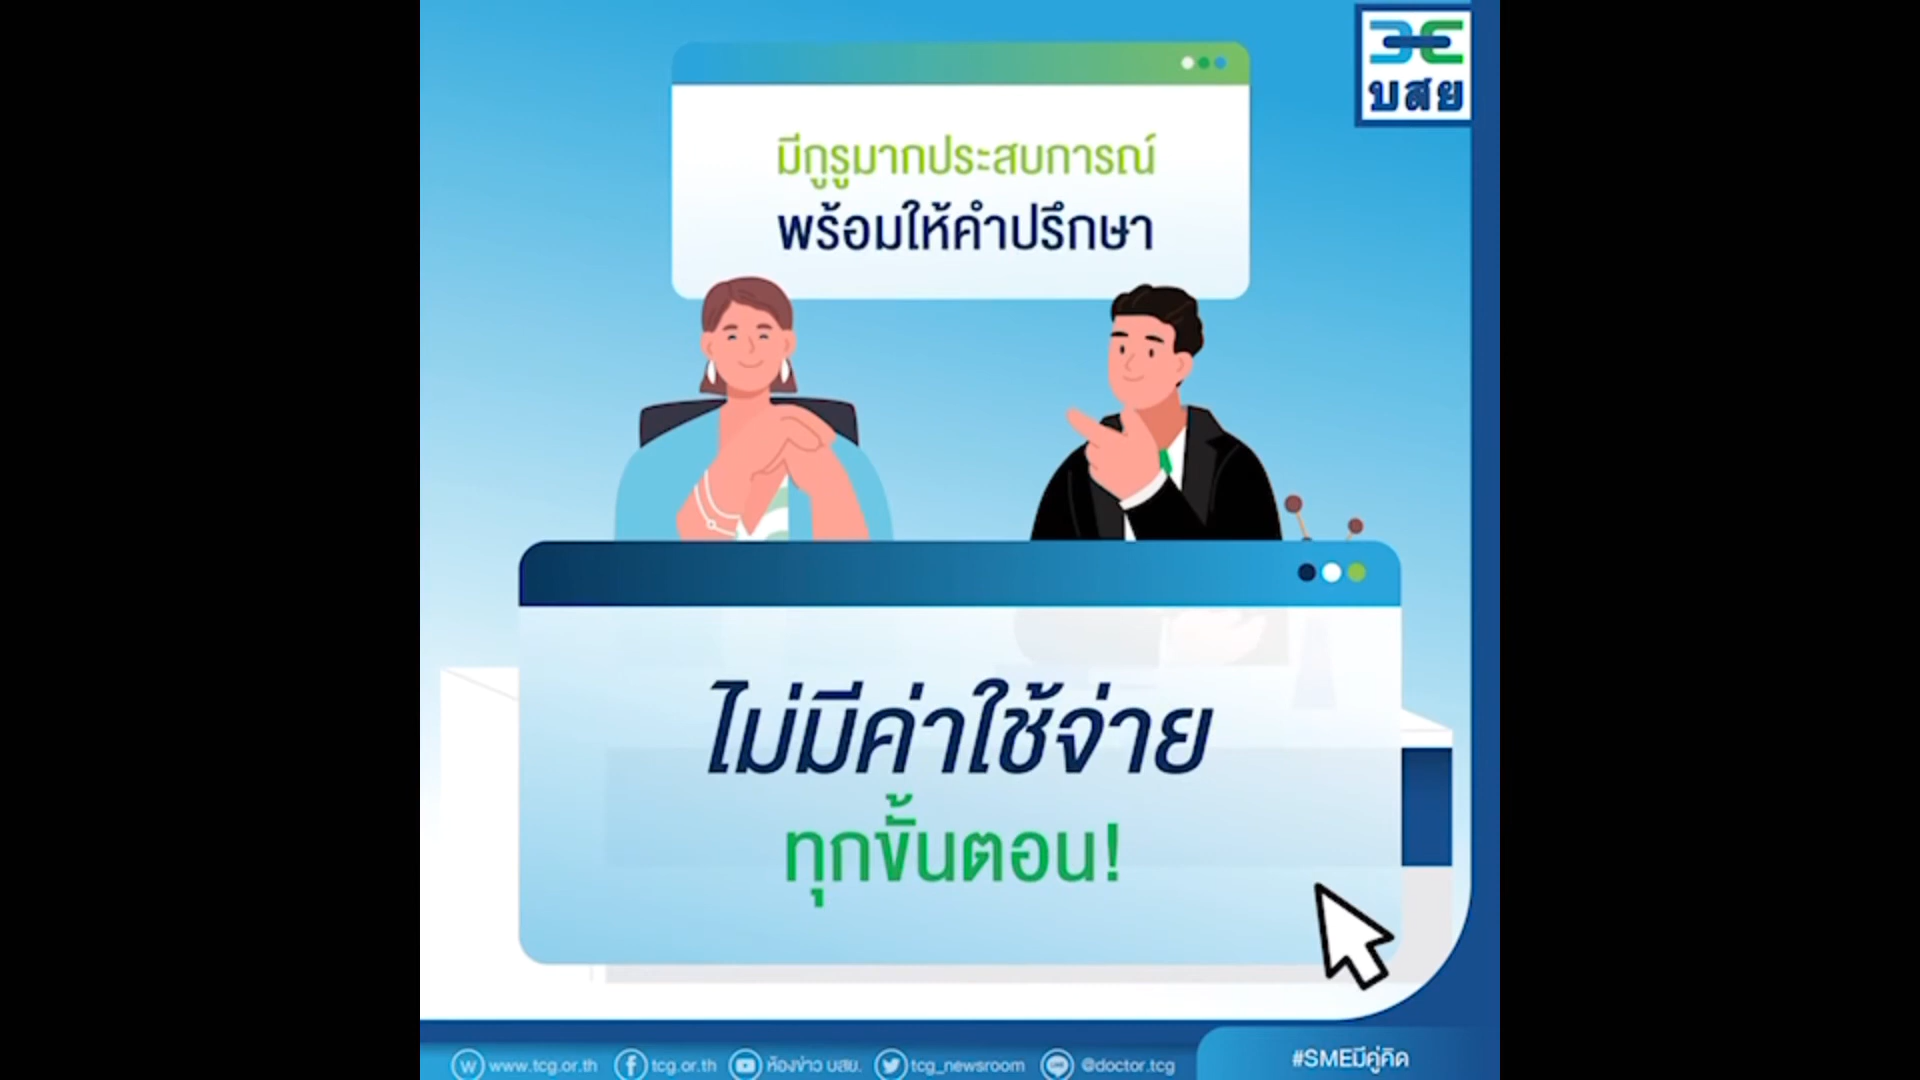 บสย
มีกูรูมากประสบการณ์
พร้อมให้คำปรึกษา
ไม่มีค่าใช้จ่าย
ทุกขั้นตอน!
www.tcg.or.th tcg.or.th ห้องข่าว บสย. tcg_newsroom @doctor.tcg #SMEมีคู่คิด